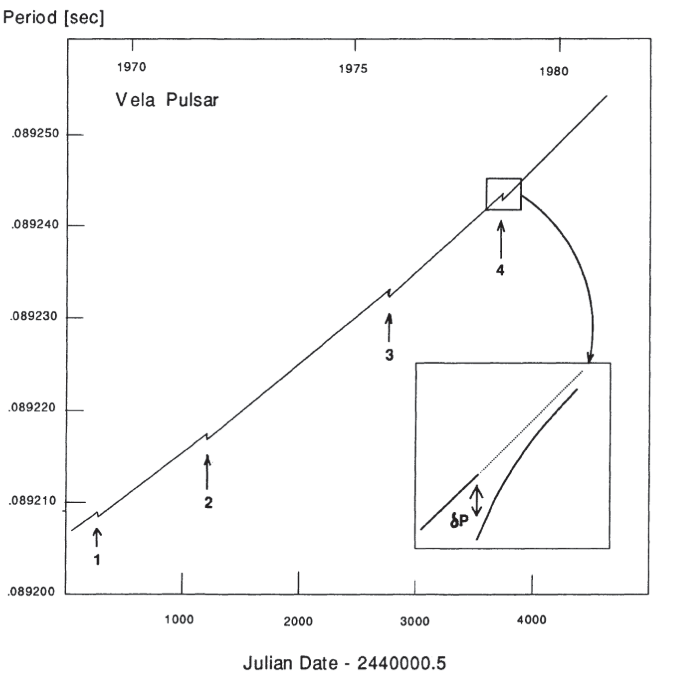 Period [sec]
1970 1975 1980
Vela Pulsar
.089250
.089240
4
.089230
3
.089220
2
δP
.089210
1
.089200
1000 2000 3000 4000
Julian Date - 2440000.5